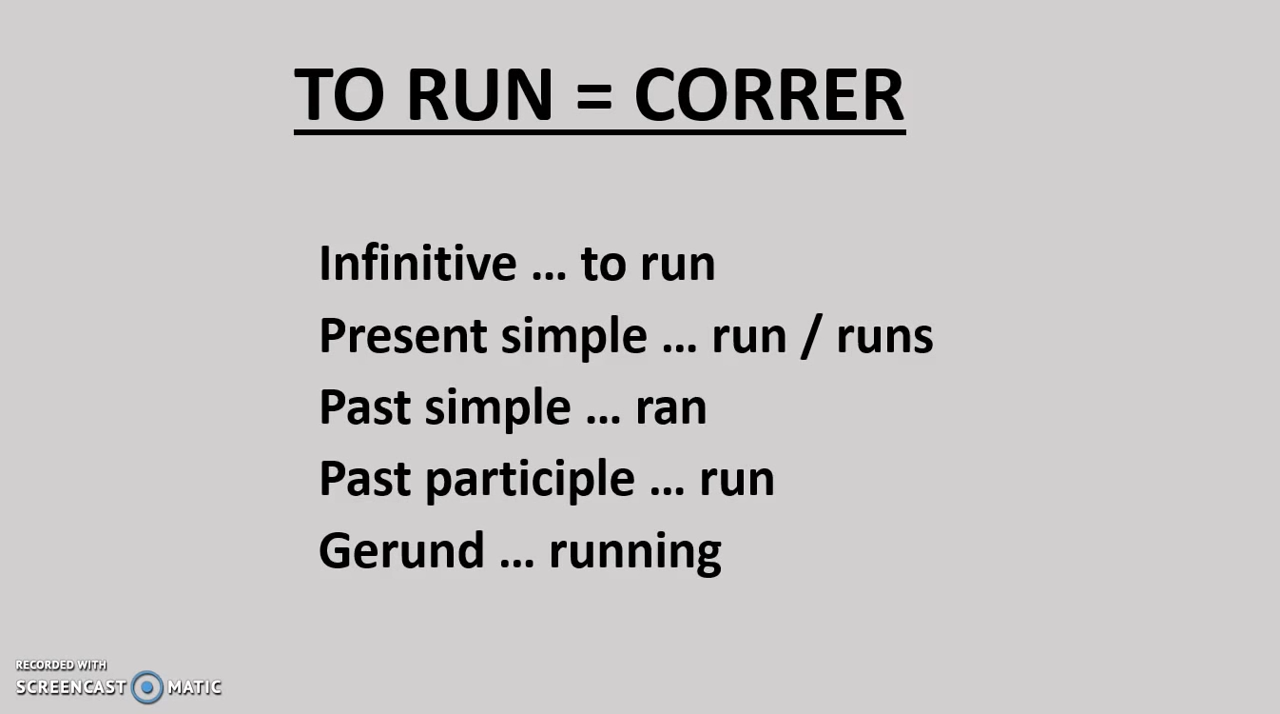 TO RUN = CORRER
Infinitive … to run
Present simple … run / runs
Past simple … ran
Past participle … run
Gerund … running
RECORDED WITH
SCREENCAST MATIC